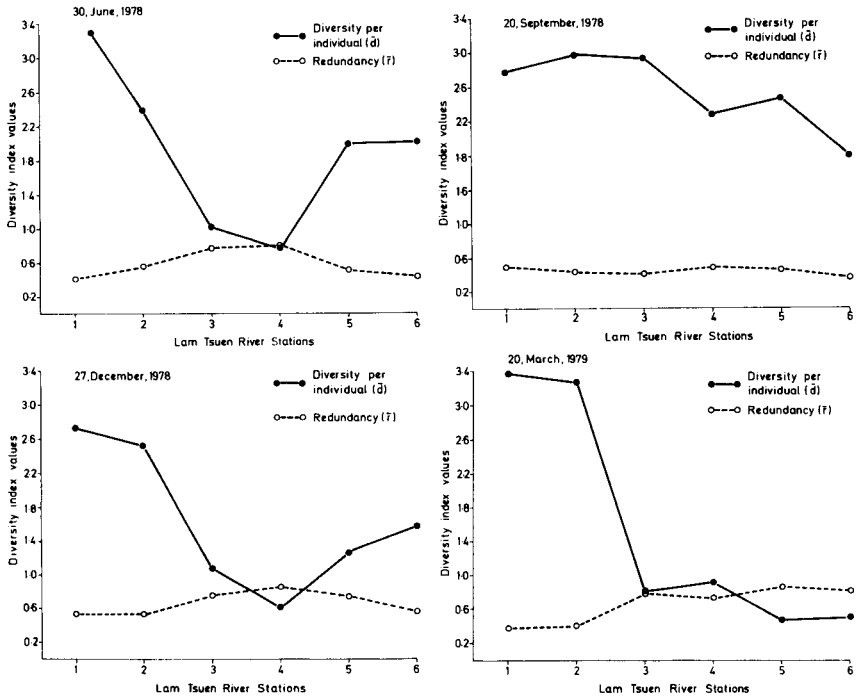 30, June, 1978
Diversity per
individual (d̄)
Redundancy (r̄)
Diversity index values
3·4
3·0
2·6
2·2
1·8
1·4
1·0
0·6
0·2
1 2 3 4 5 6
Lam Tsuen River Stations
20, September, 1978
Diversity per
individual (d̄)
Redundancy (r̄)
Diversity index values
3·4
3·0
2·6
2·2
1·8
1·6
1·0
0·6
0·2
1 2 3 4 5 6
Lam Tsuen River Stations
27, December, 1978
Diversity per
individual (d̄)
Redundancy (r̄)
Diversity index values
3·4
3·0
2·6
2·2
1·8
1·4
1·0
0·6
0·2
1 2 3 4 5 6
Lam Tsuen River Stations
20, March, 1979
Diversity per
individual (d̄)
Redundancy (r̄)
Diversity index values
3·4
3·0
2·6
2·2
1·8
1·4
1·0
0·6
0·2
1 2 3 4 5 6
Lam Tsuen River Stations